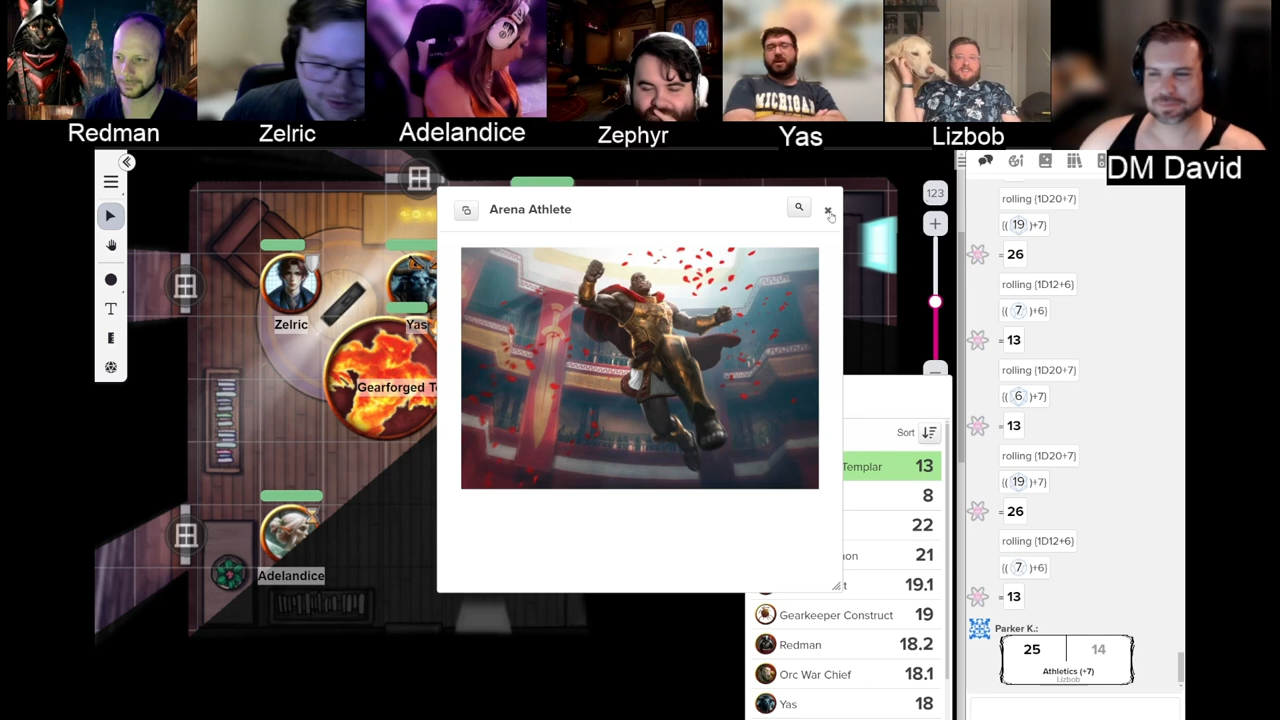 MICHIGAN
Redman
Zelric
Adelandice
Zephyr
Yas
Lizbob
DM David
Arena Athlete
123
rolling (1D20+7)
((19)+7)
= 26
rolling (1D12+6)
((7)+6)
= 13
rolling (1D20+7)
((6)+7)
= 13
rolling (1D20+7)
((19)+7)
= 26
rolling (1D12+6)
((7)+6)
= 13
Parker K.:
25 14
Athletics (+7)
Lizbob
Zelric
Yas
Gearforged T
Adelandice
Sort
Templar 13
8
22
21
19.1
Gearkeeper Construct 19
Redman 18.2
Orc War Chief 18.1
Yas 18